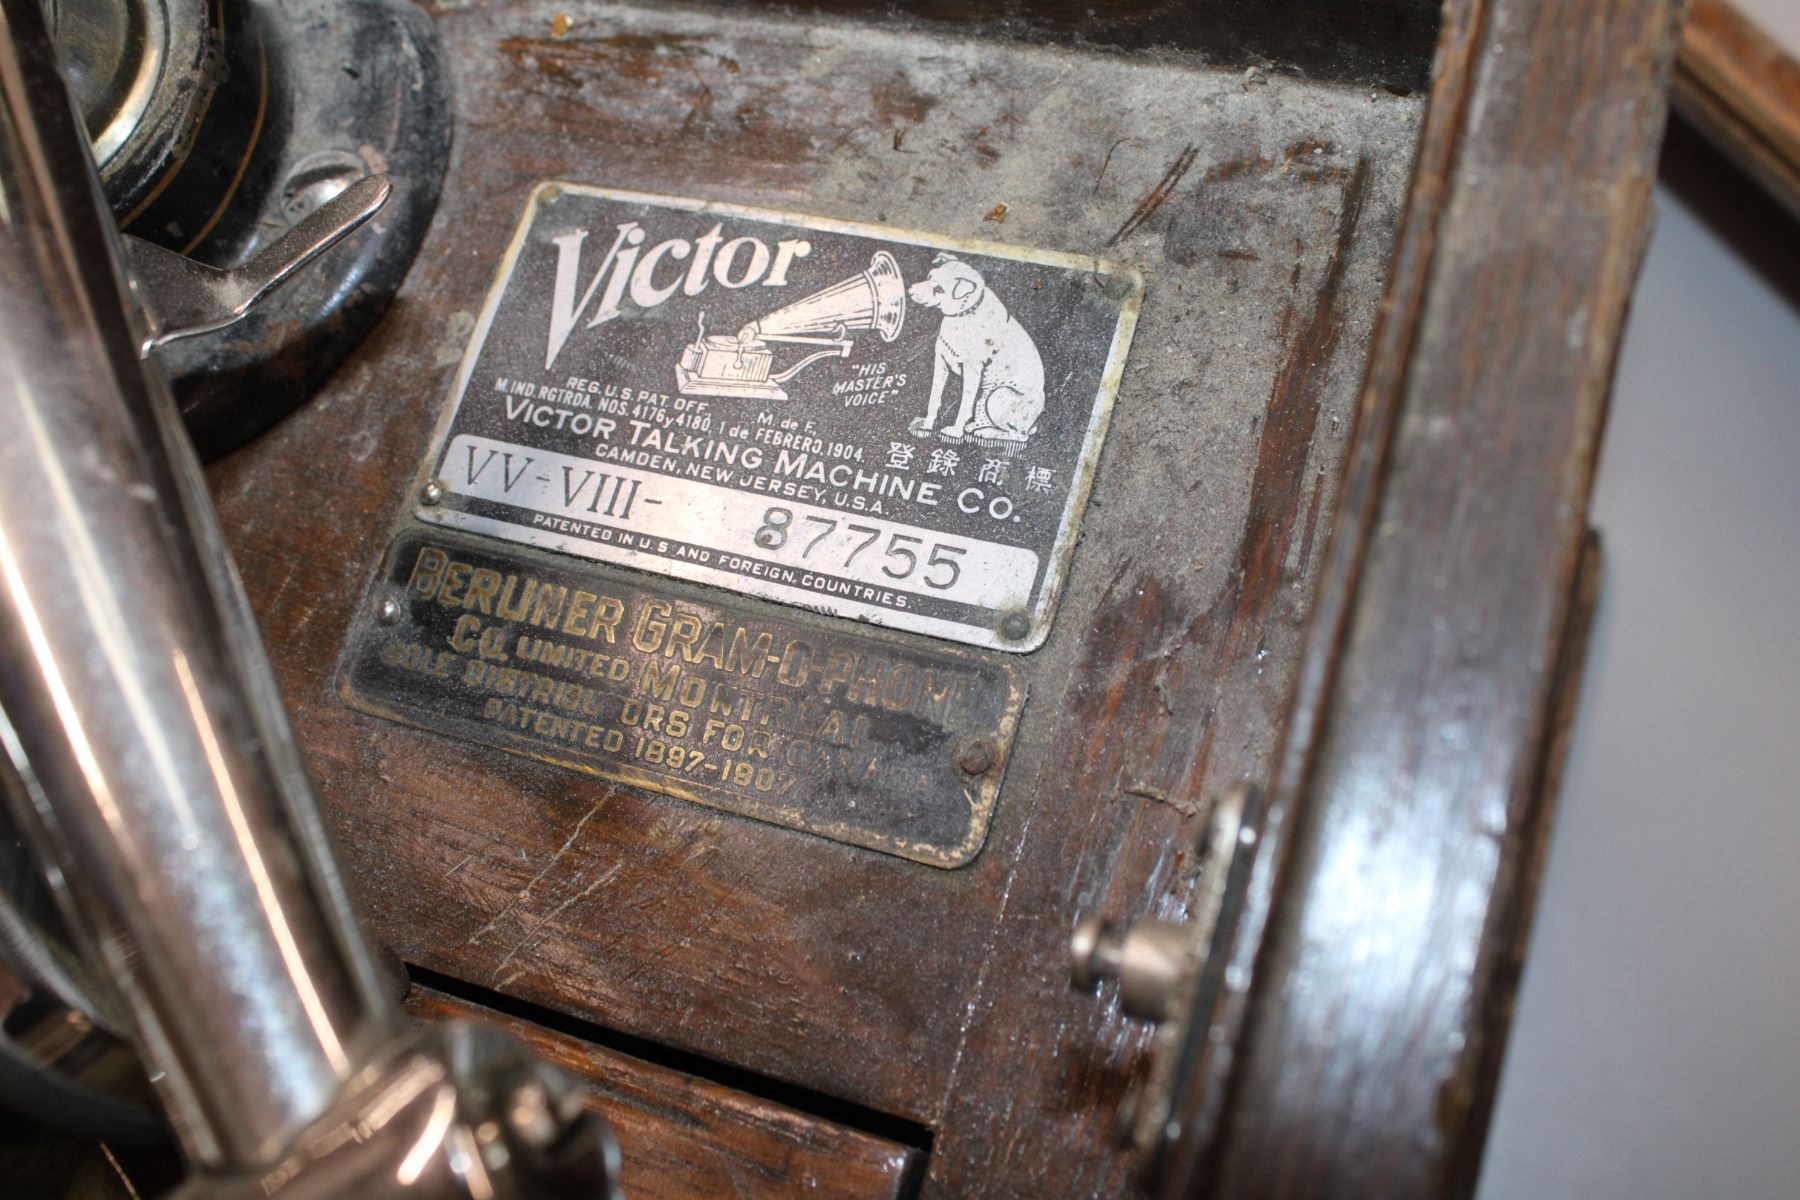 Victor
"HIS
MASTER'S
VOICE"
REG. U.S. PAT. OFF. M. de F.
M. IND. RGTRDA. NOS. 4176 y 4180, 1 de FEBRERO, 1904.
登錄商標
VICTOR TALKING MACHINE CO.
CAMDEN, NEW JERSEY, U.S.A.
VV-VIII- 87755
PATENTED IN U.S AND FOREIGN, COUNTRIES.
BERLINER GRAM-O-PHONE
CO. LIMITED MONTREAL
SOLE DISTRIBUTORS FOR CANADA
PATENTED 1897-1907